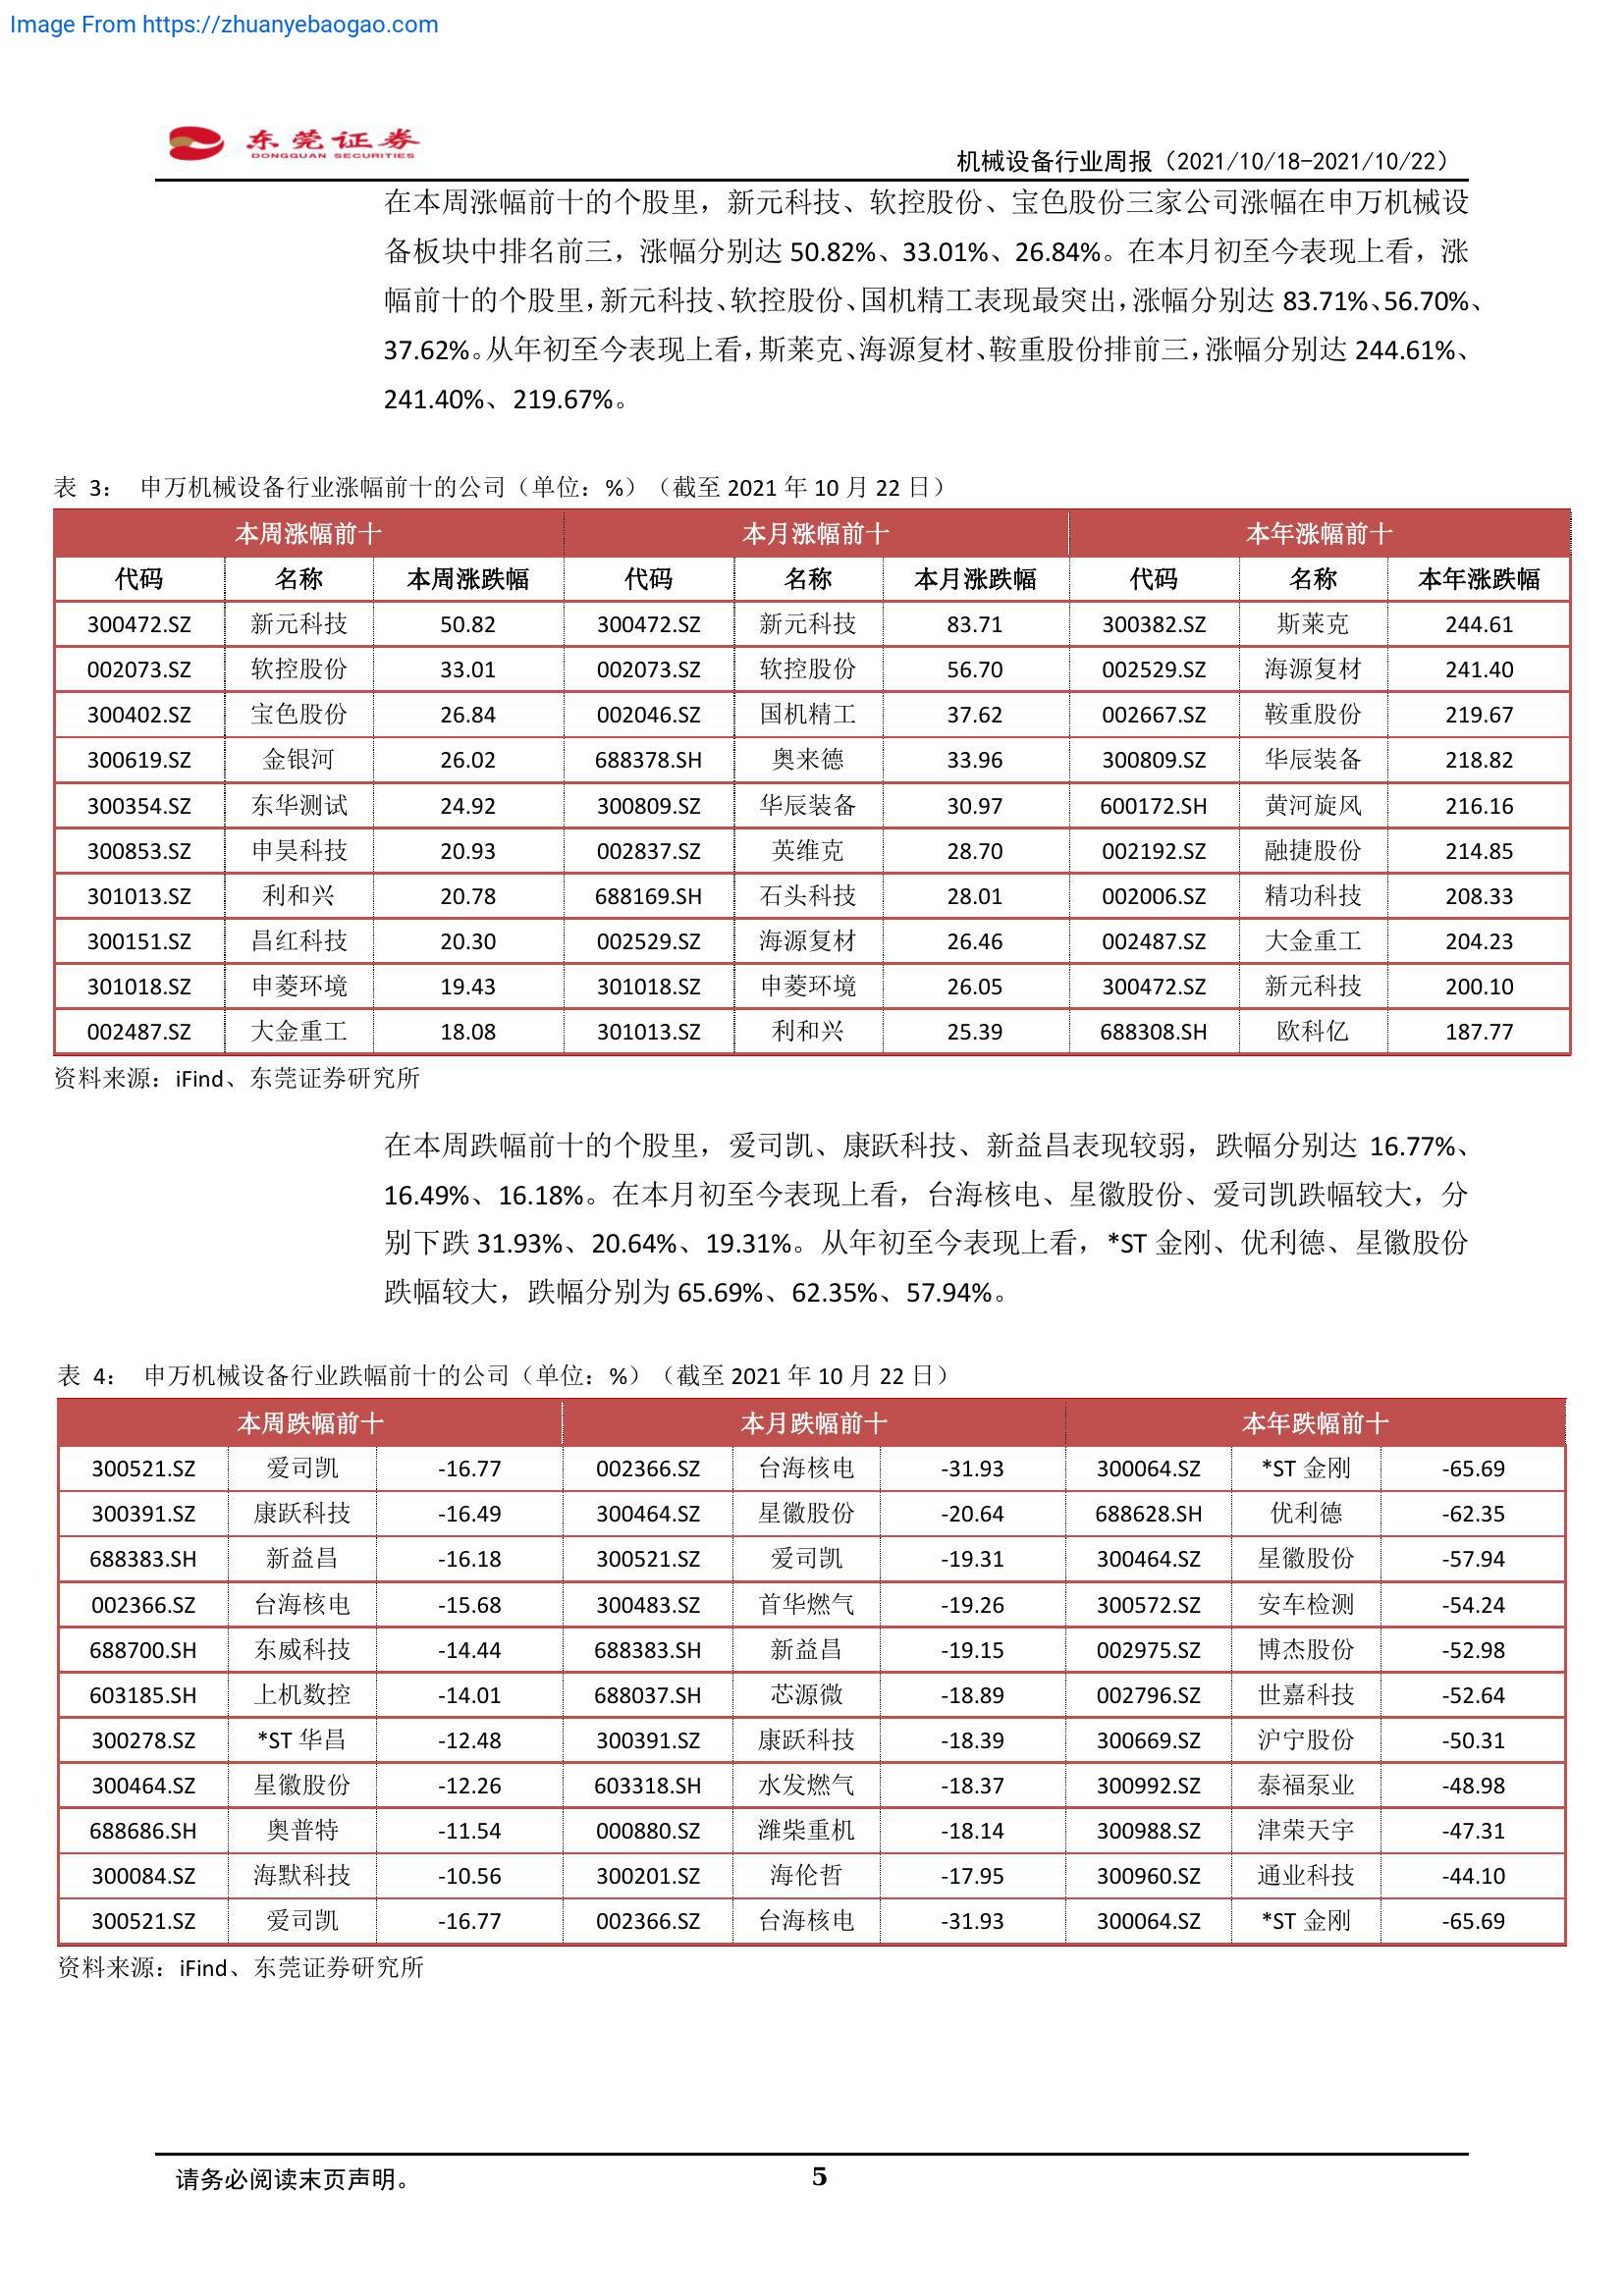 Image From https://zhuanyebaogao.com
东莞证券
DONGGUAN SECURITIES
机械设备行业周报（2021/10/18-2021/10/22）
在本周涨幅前十的个股里，新元科技、软控股份、宝色股份三家公司涨幅在申万机械设
备板块中排名前三，涨幅分别达 50.82%、33.01%、26.84%。在本月初至今表现上看，涨
幅前十的个股里，新元科技、软控股份、国机精工表现最突出，涨幅分别达 83.71%、56.70%、
37.62%。从年初至今表现上看，斯莱克、海源复材、鞍重股份排前三，涨幅分别达 244.61%、
241.40%、219.67%。
表 3： 申万机械设备行业涨幅前十的公司（单位：%）（截至 2021 年 10 月 22 日）
本周涨幅前十 本月涨幅前十 本年涨幅前十
代码 名称 本周涨跌幅 代码 名称 本月涨跌幅 代码 名称 本年涨跌幅
300472.SZ 新元科技 50.82 300472.SZ 新元科技 83.71 300382.SZ 斯莱克 244.61
002073.SZ 软控股份 33.01 002073.SZ 软控股份 56.70 002529.SZ 海源复材 241.40
300402.SZ 宝色股份 26.84 002046.SZ 国机精工 37.62 002667.SZ 鞍重股份 219.67
300619.SZ 金银河 26.02 688378.SH 奥来德 33.96 300809.SZ 华辰装备 218.82
300354.SZ 东华测试 24.92 300809.SZ 华辰装备 30.97 600172.SH 黄河旋风 216.16
300853.SZ 申昊科技 20.93 002837.SZ 英维克 28.70 002192.SZ 融捷股份 214.85
301013.SZ 利和兴 20.78 688169.SH 石头科技 28.01 002006.SZ 精功科技 208.33
300151.SZ 昌红科技 20.30 002529.SZ 海源复材 26.46 002487.SZ 大金重工 204.23
301018.SZ 申菱环境 19.43 301018.SZ 申菱环境 26.05 300472.SZ 新元科技 200.10
002487.SZ 大金重工 18.08 301013.SZ 利和兴 25.39 688308.SH 欧科亿 187.77
资料来源：iFind、东莞证券研究所
在本周跌幅前十的个股里，爱司凯、康跃科技、新益昌表现较弱，跌幅分别达 16.77%、
16.49%、16.18%。在本月初至今表现上看，台海核电、星徽股份、爱司凯跌幅较大，分
别下跌 31.93%、20.64%、19.31%。从年初至今表现上看，*ST 金刚、优利德、星徽股份
跌幅较大，跌幅分别为 65.69%、62.35%、57.94%。
表 4： 申万机械设备行业跌幅前十的公司（单位：%）（截至 2021 年 10 月 22 日）
本周跌幅前十 本月跌幅前十 本年跌幅前十
300521.SZ 爱司凯 -16.77 002366.SZ 台海核电 -31.93 300064.SZ *ST 金刚 -65.69
300391.SZ 康跃科技 -16.49 300464.SZ 星徽股份 -20.64 688628.SH 优利德 -62.35
688383.SH 新益昌 -16.18 300521.SZ 爱司凯 -19.31 300464.SZ 星徽股份 -57.94
002366.SZ 台海核电 -15.68 300483.SZ 首华燃气 -19.26 300572.SZ 安车检测 -54.24
688700.SH 东威科技 -14.44 688383.SH 新益昌 -19.15 002975.SZ 博杰股份 -52.98
603185.SH 上机数控 -14.01 688037.SH 芯源微 -18.89 002796.SZ 世嘉科技 -52.64
300278.SZ *ST 华昌 -12.48 300391.SZ 康跃科技 -18.39 300669.SZ 沪宁股份 -50.31
300464.SZ 星徽股份 -12.26 603318.SH 水发燃气 -18.37 300992.SZ 泰福泵业 -48.98
688686.SH 奥普特 -11.54 000880.SZ 潍柴重机 -18.14 300988.SZ 津荣天宇 -47.31
300084.SZ 海默科技 -10.56 300201.SZ 海伦哲 -17.95 300960.SZ 通业科技 -44.10
300521.SZ 爱司凯 -16.77 002366.SZ 台海核电 -31.93 300064.SZ *ST 金刚 -65.69
资料来源：iFind、东莞证券研究所
请务必阅读末页声明。
5